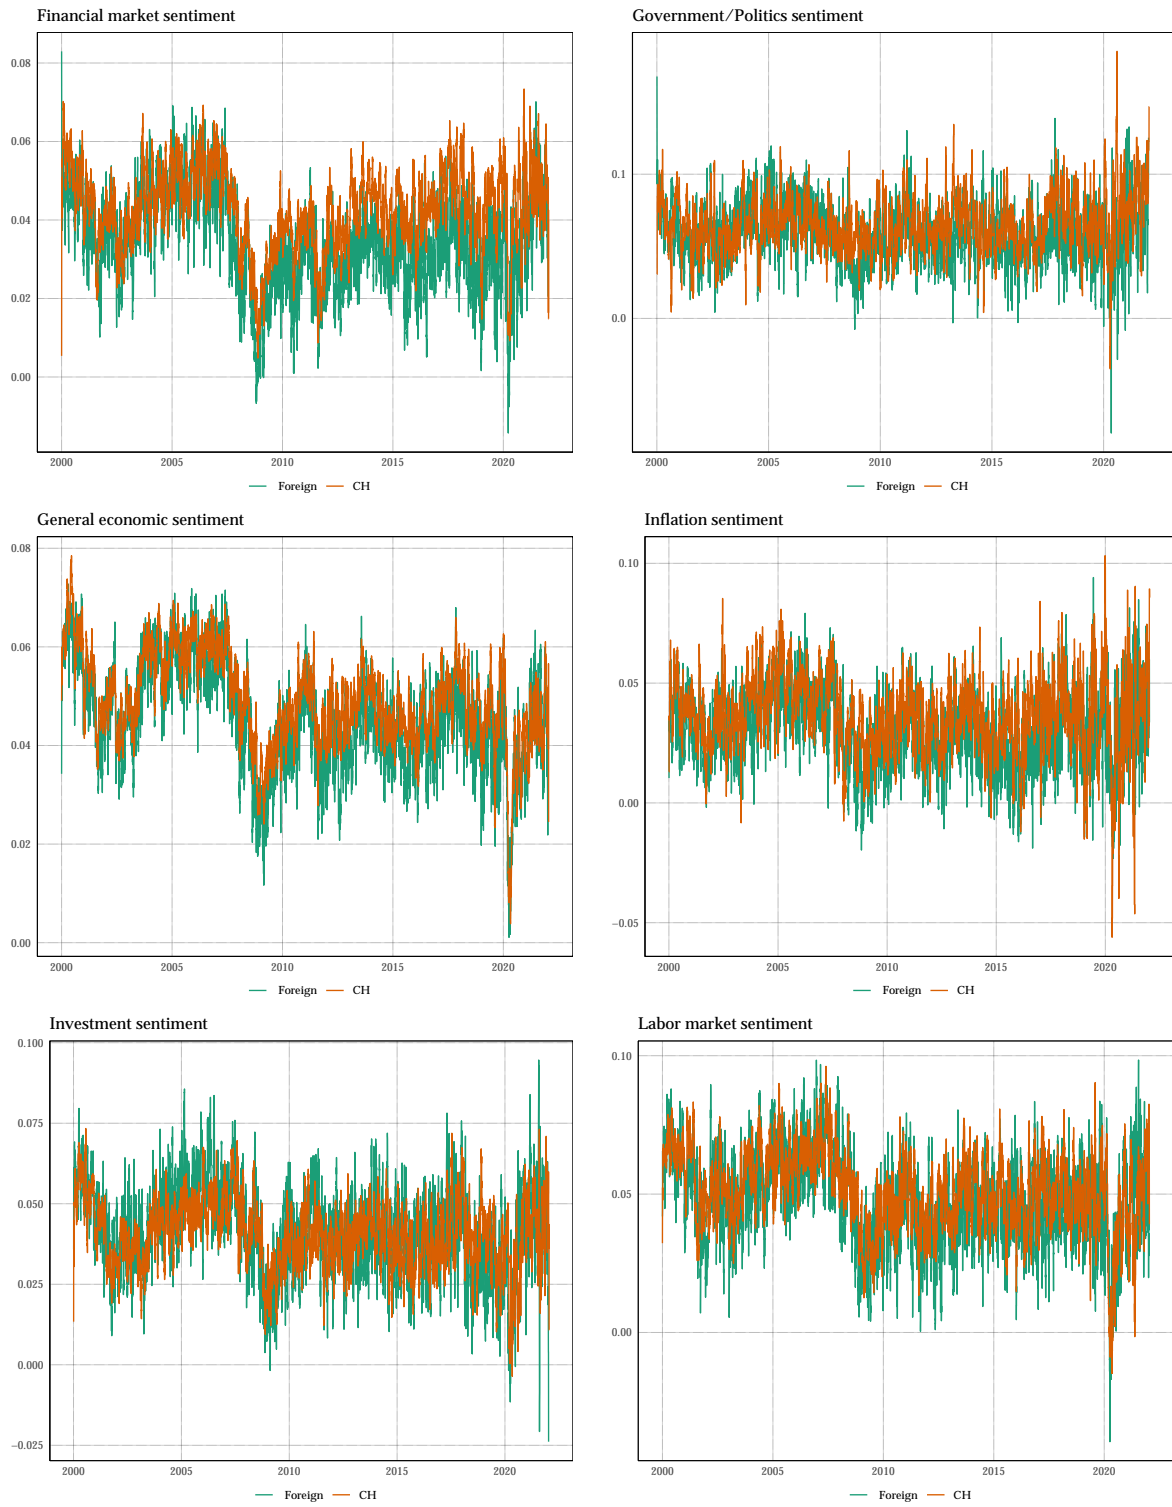 Financial market sentiment
0.08
0.06
0.04
0.02
0.00
2000 2005 2010 2015 2020
Foreign CH
Government/Politics sentiment
0.1
0.0
2000 2005 2010 2015 2020
Foreign CH
General economic sentiment
0.08
0.06
0.04
0.02
0.00
2000 2005 2010 2015 2020
Foreign CH
Inflation sentiment
0.10
0.05
0.00
−0.05
2000 2005 2010 2015 2020
Foreign CH
Investment sentiment
0.100
0.075
0.050
0.025
0.000
−0.025
2000 2005 2010 2015 2020
Foreign CH
Labor market sentiment
0.10
0.05
0.00
2000 2005 2010 2015 2020
Foreign CH